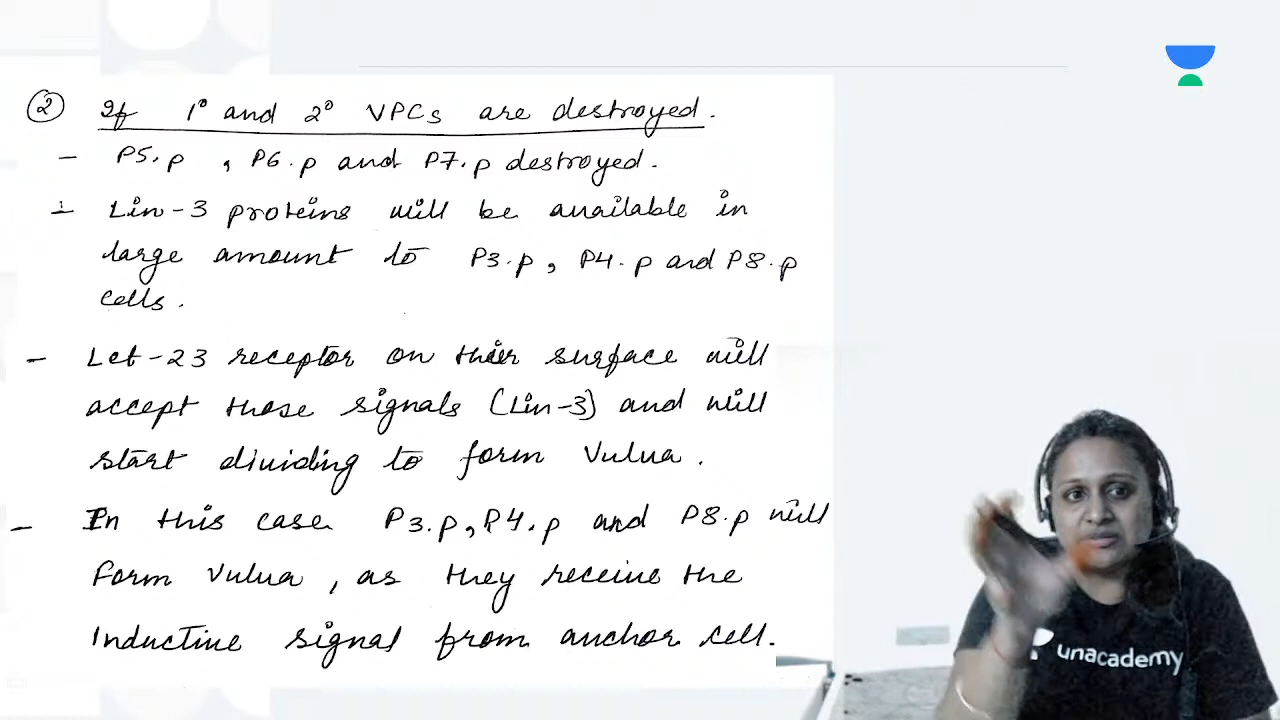 ② If 1° and 2° VPCs are destroyed.
- P5.p , P6.p and P7.p destroyed.
- Lin-3 proteins will be available in
large amount to P3.p, P4.p and P8.p
cells.
- Let-23 receptor on their surface will
accept those signals (Lin-3) and will
start dividing to form Vulva.
- In this case P3.p, P4.p and P8.p will
form Vulva, as they receive the
inductive signal from anchor cell.
unacademy